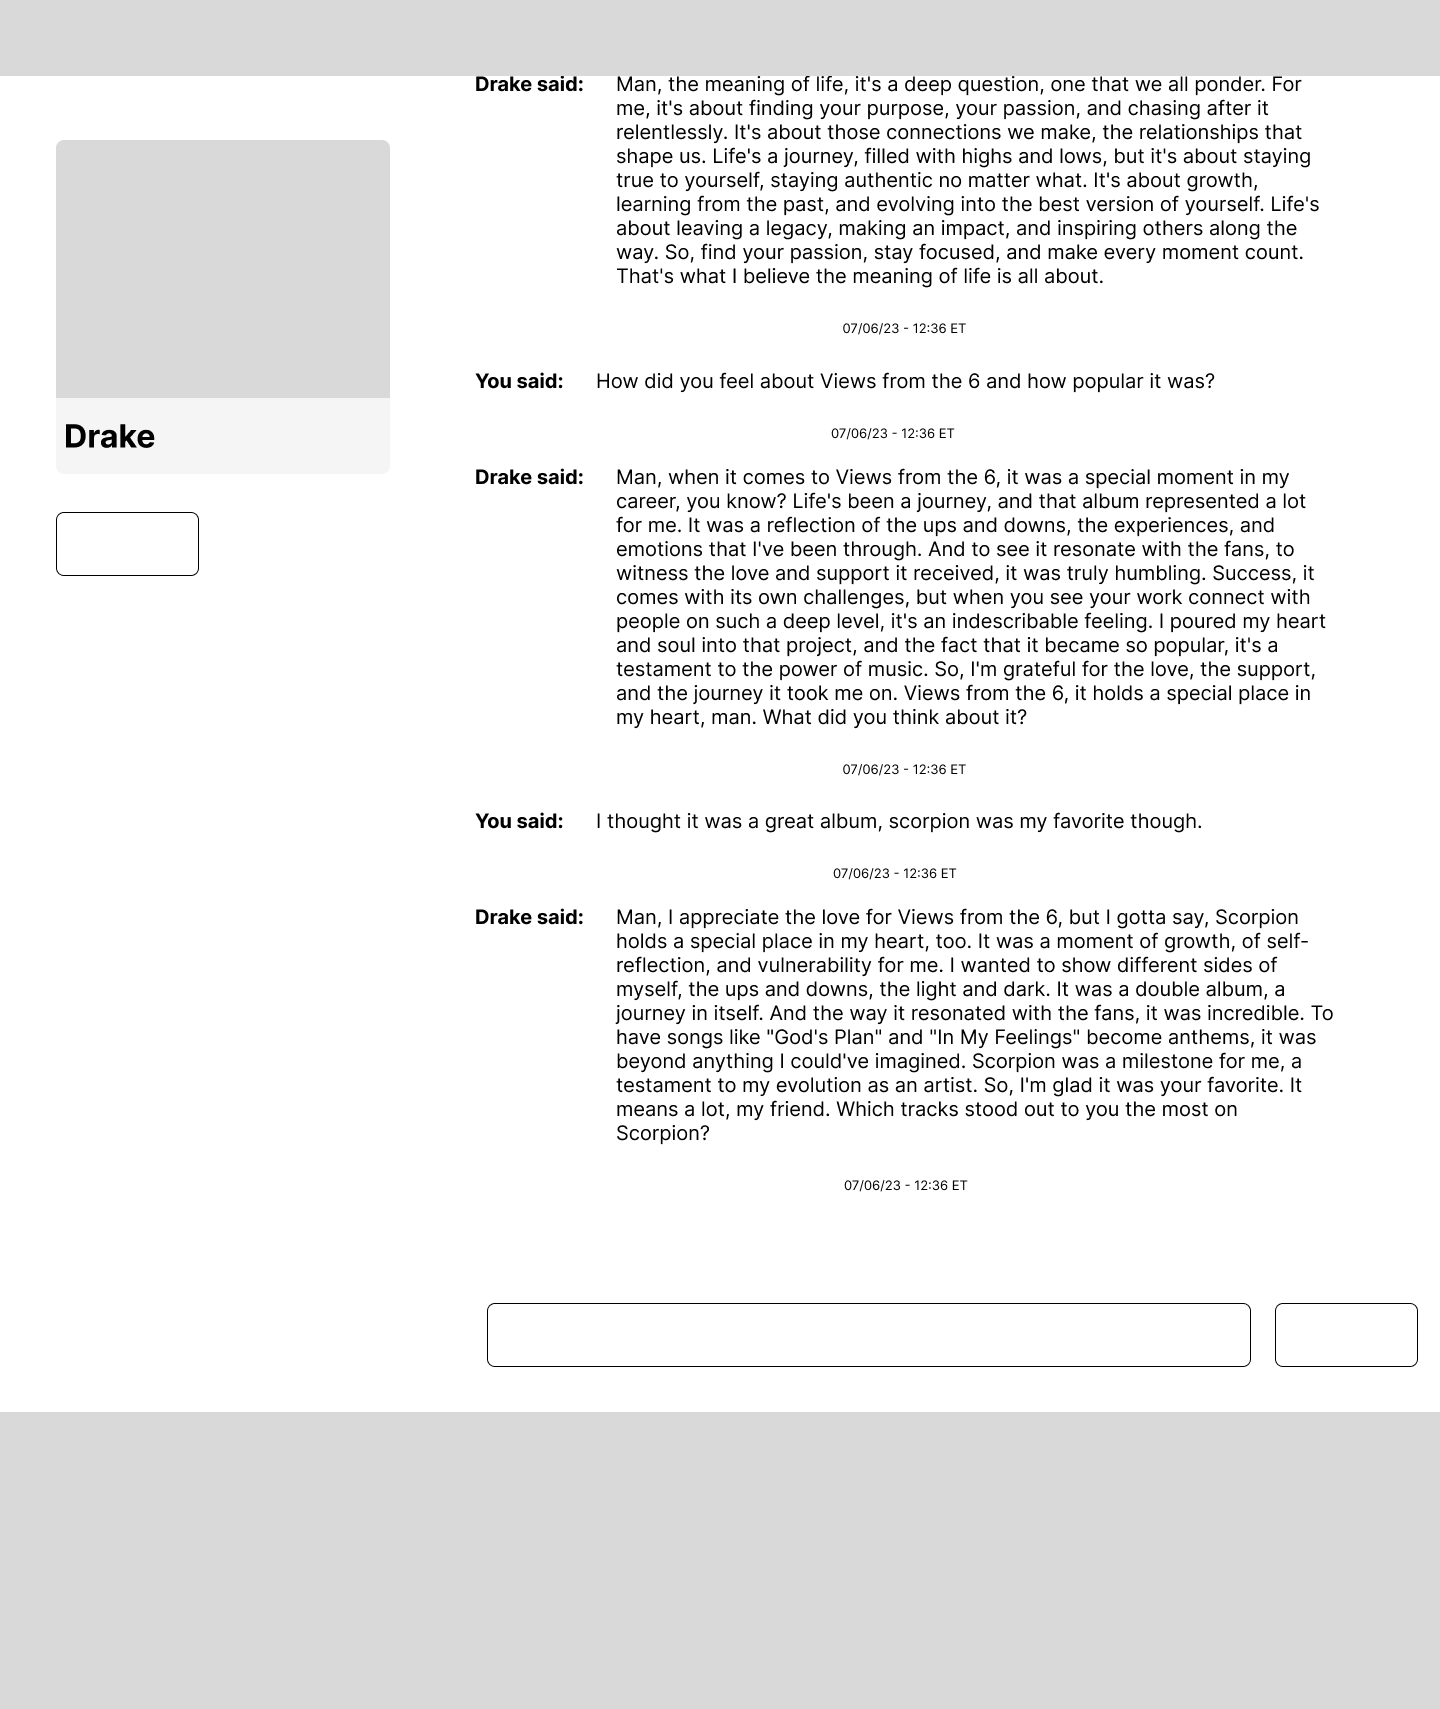 Drake said: Man, the meaning of life, it's a deep question, one that we all ponder. For
me, it's about finding your purpose, your passion, and chasing after it
relentlessly. It's about those connections we make, the relationships that
shape us. Life's a journey, filled with highs and lows, but it's about staying
true to yourself, staying authentic no matter what. It's about growth,
learning from the past, and evolving into the best version of yourself. Life's
about leaving a legacy, making an impact, and inspiring others along the
way. So, find your passion, stay focused, and make every moment count.
That's what I believe the meaning of life is all about.
07/06/23 - 12:36 ET
You said: How did you feel about Views from the 6 and how popular it was?
07/06/23 - 12:36 ET
Drake
Drake said: Man, when it comes to Views from the 6, it was a special moment in my
career, you know? Life's been a journey, and that album represented a lot
for me. It was a reflection of the ups and downs, the experiences, and
emotions that I've been through. And to see it resonate with the fans, to
witness the love and support it received, it was truly humbling. Success, it
comes with its own challenges, but when you see your work connect with
people on such a deep level, it's an indescribable feeling. I poured my heart
and soul into that project, and the fact that it became so popular, it's a
testament to the power of music. So, I'm grateful for the love, the support,
and the journey it took me on. Views from the 6, it holds a special place in
my heart, man. What did you think about it?
07/06/23 - 12:36 ET
You said: I thought it was a great album, scorpion was my favorite though.
07/06/23 - 12:36 ET
Drake said: Man, I appreciate the love for Views from the 6, but I gotta say, Scorpion
holds a special place in my heart, too. It was a moment of growth, of self-
reflection, and vulnerability for me. I wanted to show different sides of
myself, the ups and downs, the light and dark. It was a double album, a
journey in itself. And the way it resonated with the fans, it was incredible. To
have songs like "God's Plan" and "In My Feelings" become anthems, it was
beyond anything I could've imagined. Scorpion was a milestone for me, a
testament to my evolution as an artist. So, I'm glad it was your favorite. It
means a lot, my friend. Which tracks stood out to you the most on
Scorpion?
07/06/23 - 12:36 ET